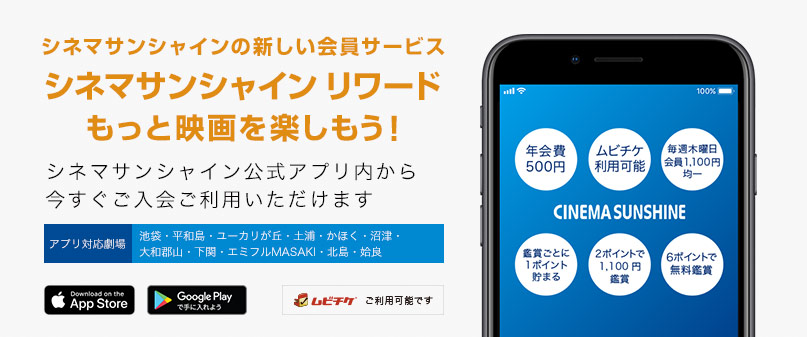 シネマサンシャインの新しい会員サービス
シネマサンシャイン リワード
もっと映画を楽しもう！
シネマサンシャイン公式アプリ内から
今すぐご入会ご利用いただけます
アプリ対応劇場
池袋・平和島・ユーカリが丘・土浦・かほく・沼津・
大和郡山・下関・エミフルMASAKI・北島・姶良
Download on the
App Store
Google Play
で手に入れよう
ムビチケ ご利用可能です
100%
年会費
500円
ムビチケ
利用可能
毎週木曜日
会員1,100円
均一
CINEMA SUNSHINE
鑑賞ごとに
1ポイント
貯まる
2ポイントで
1,100円
鑑賞
6ポイントで
無料鑑賞